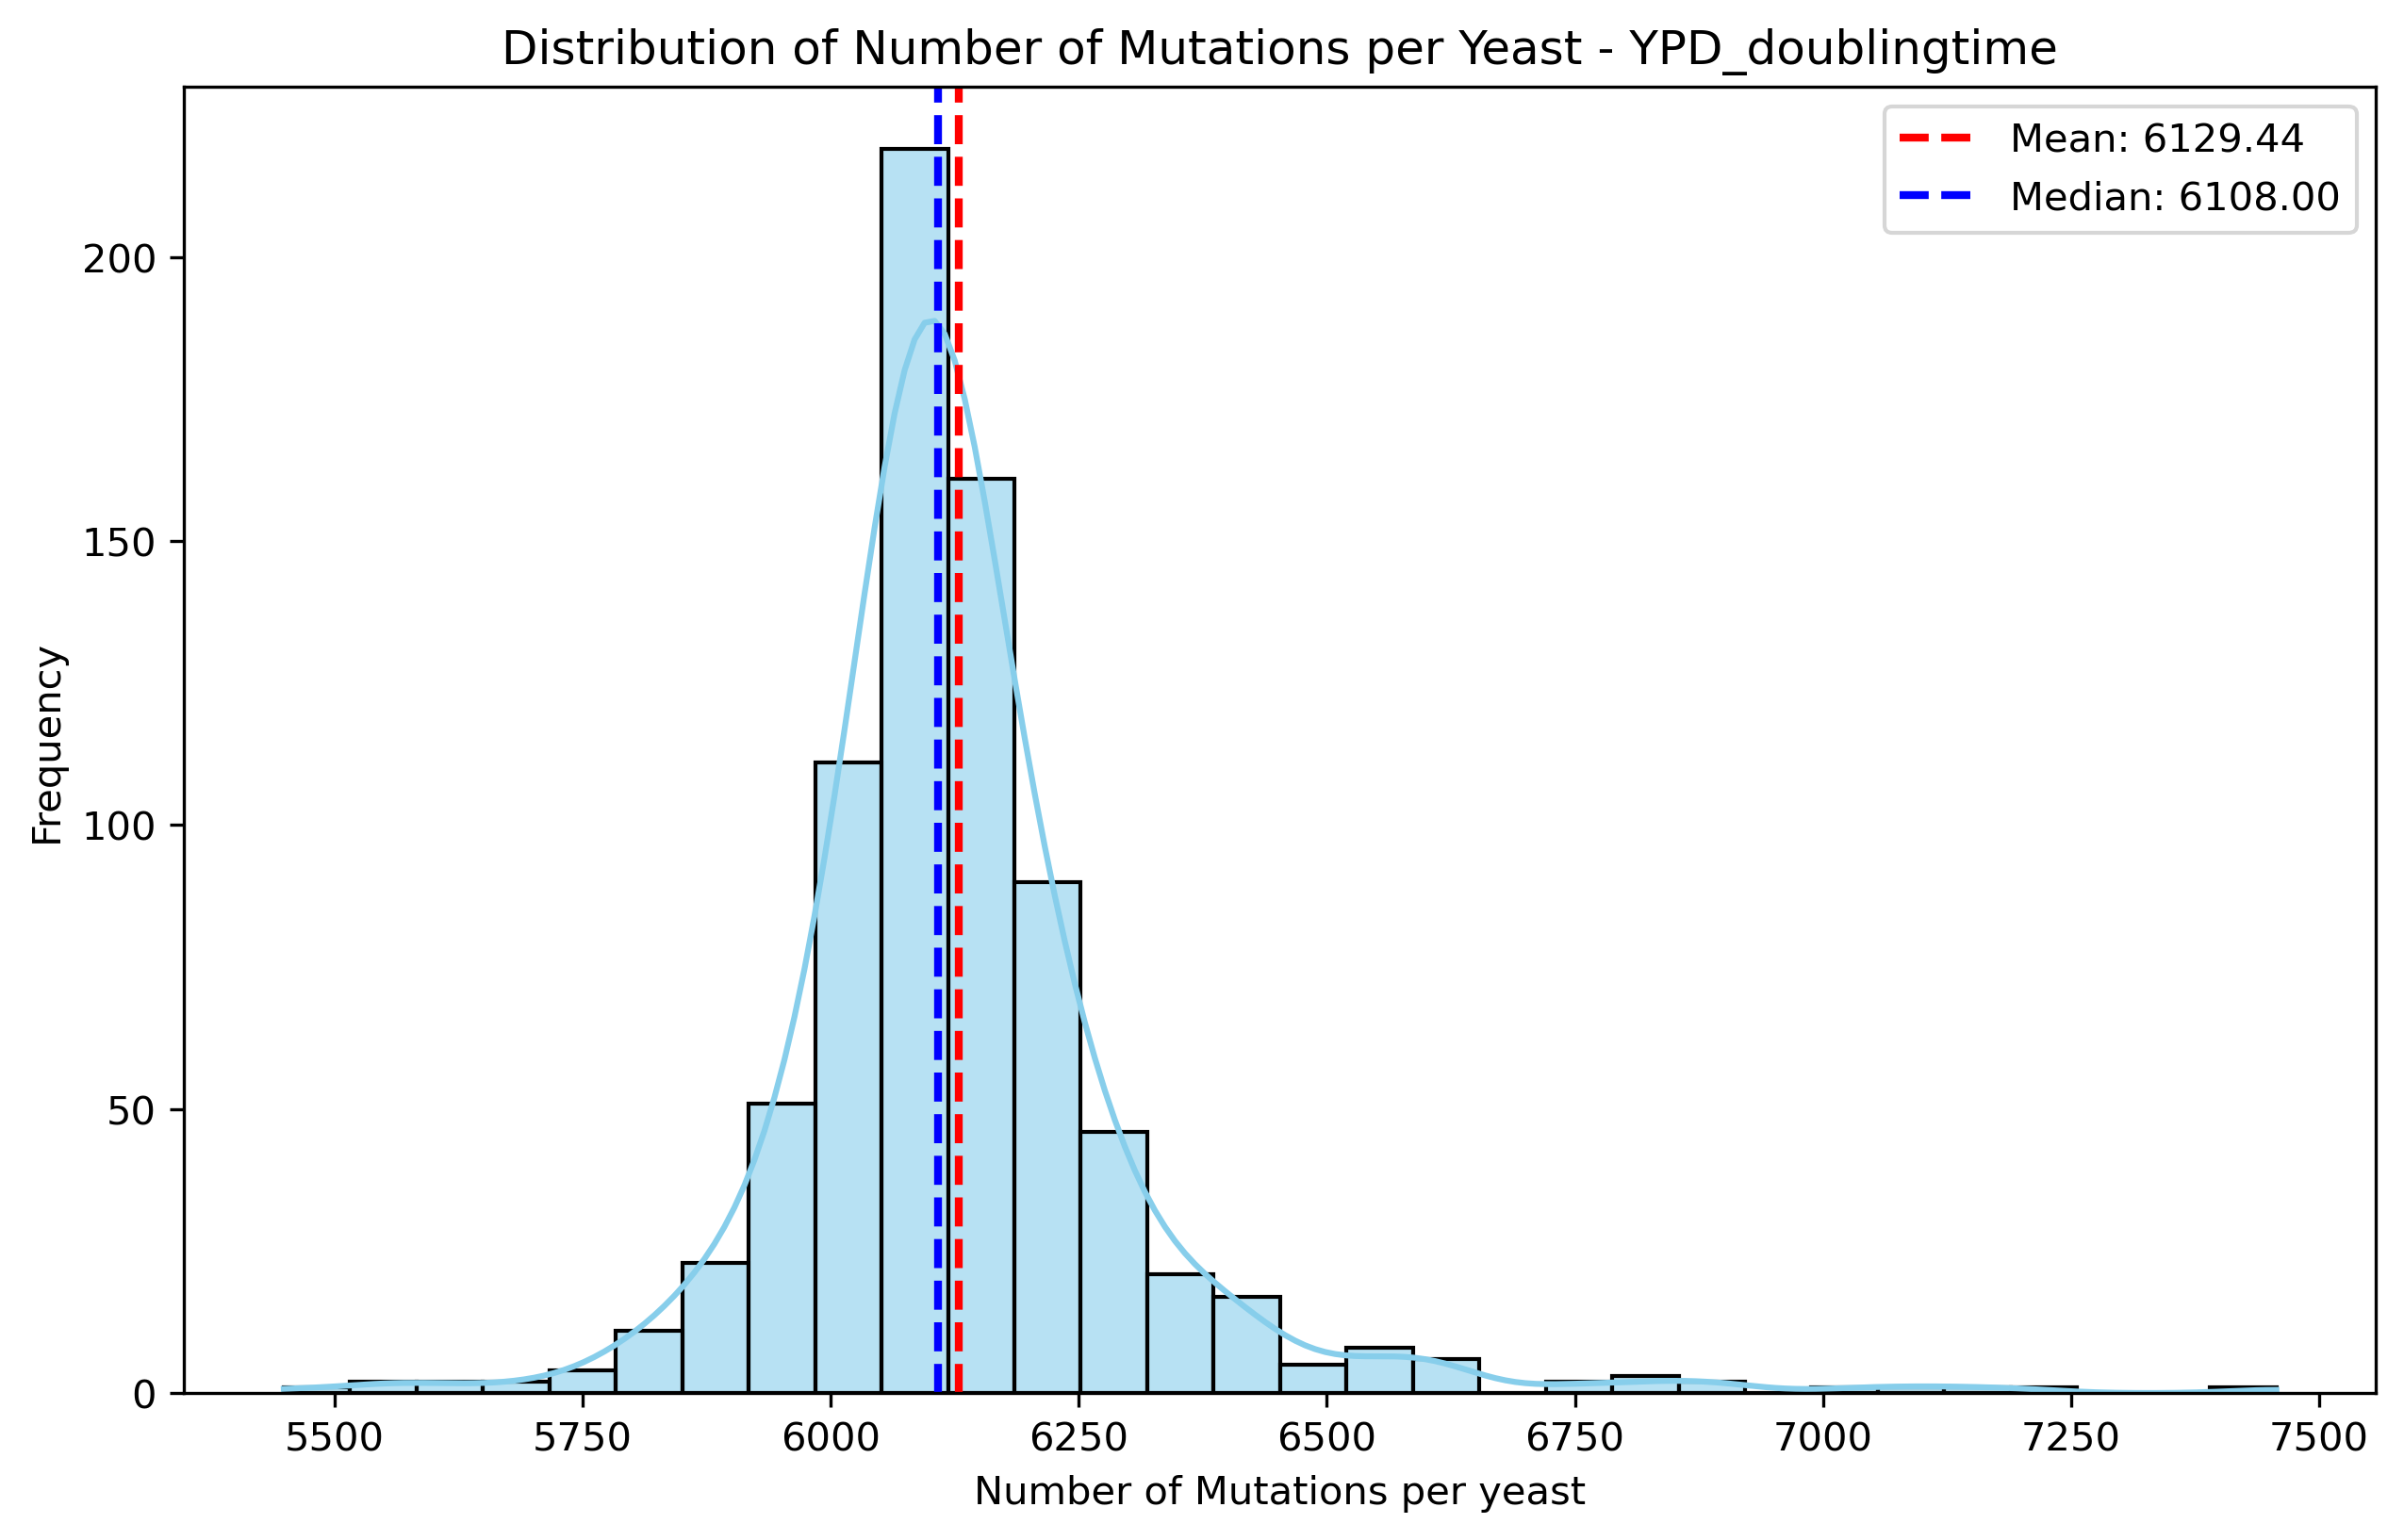 Distribution of Number of Mutations per Yeast - YPD_doublingtime
Mean: 6129.44
Median: 6108.00
Frequency
200
150
100
50
0
5500 5750 6000 6250 6500 6750 7000 7250 7500
Number of Mutations per yeast